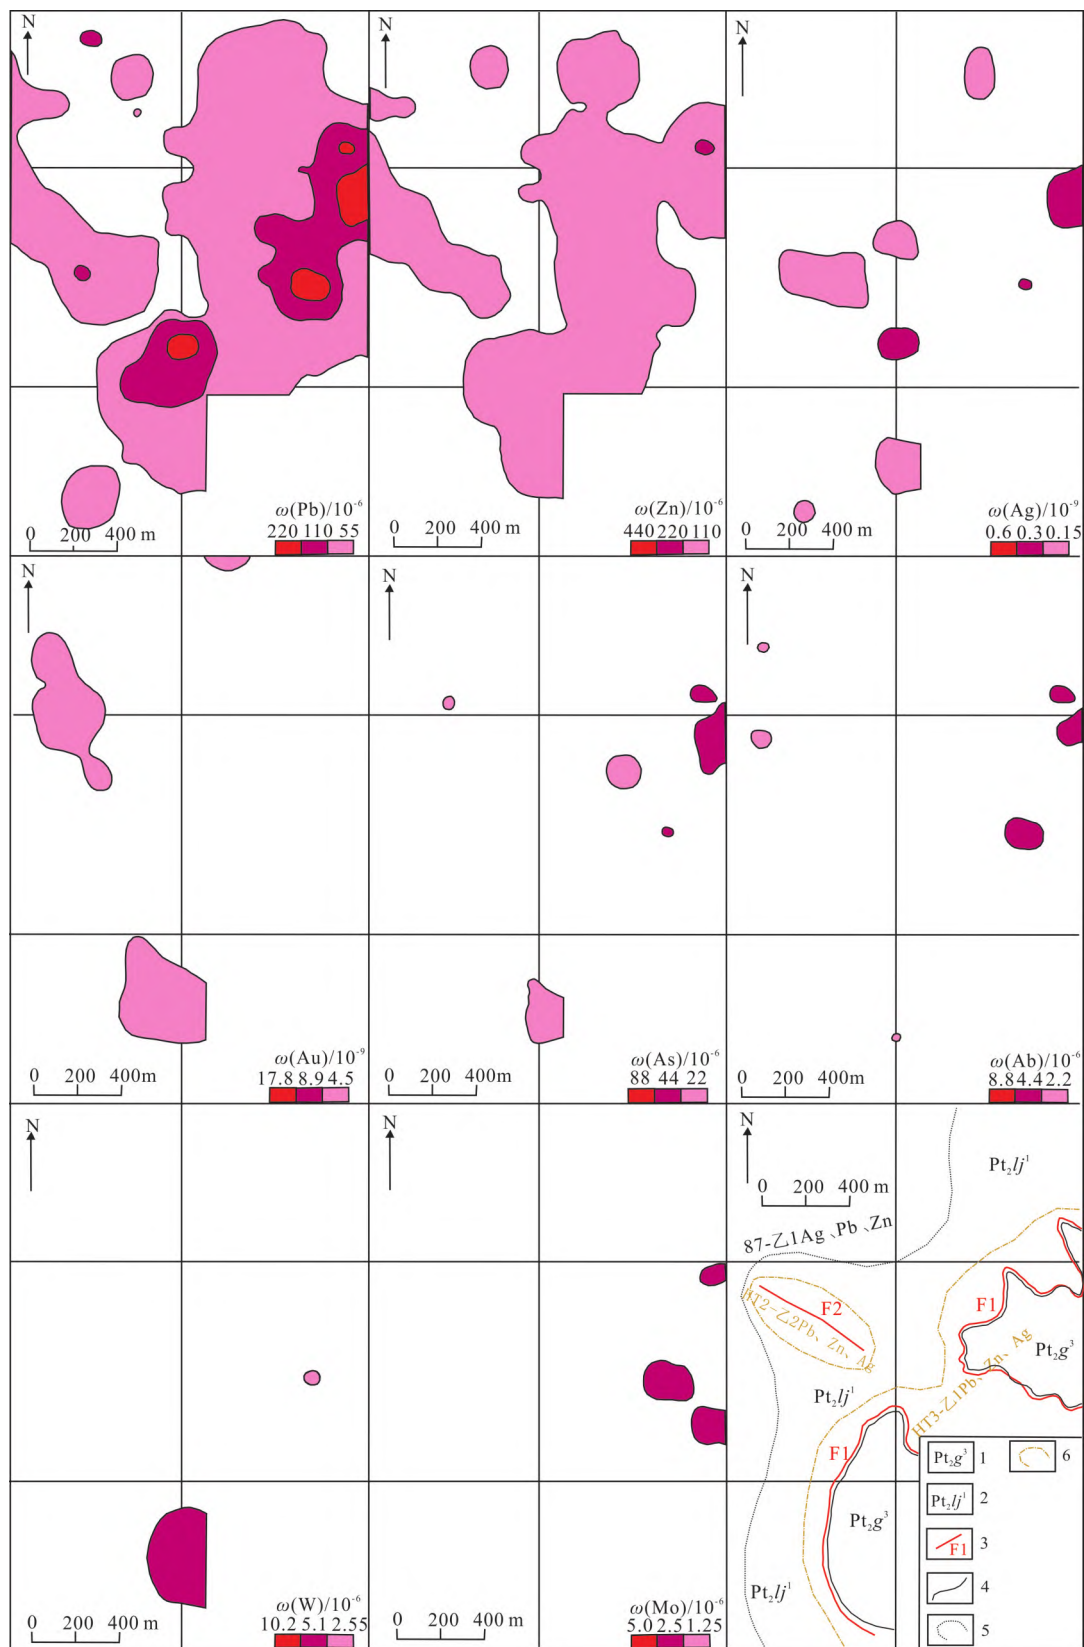 N
ω(Pb)/10⁻⁶
220 110 55
0 200 400 m
N
ω(Zn)/10⁻⁶
440 220 110
0 200 400 m
N
ω(Ag)/10⁻⁹
0.6 0.3 0.15
0 200 400 m
N
ω(Au)/10⁻⁹
17.8 8.9 4.5
0 200 400m
N
ω(As)/10⁻⁶
88 44 22
0 200 400 m
N
ω(Ab)/10⁻⁶
8.8 4.4 2.2
0 200 400m
N
ω(W)/10⁻⁶
10.2 5.1 2.55
0 200 400 m
N
ω(Mo)/10⁻⁶
5.0 2.5 1.25
0 200 400 m
N
0 200 400 m
Pt₂lj¹
87-乙1Ag、Pb、Zn
F2
HT2-乙2Pb、Zn、Ag
F1
Pt₂g³
HT3-乙1Pb、Zn、Ag
Pt₂lj¹
F1
Pt₂g³
Pt₂lj¹
Pt₂g³ 1
6
Pt₂lj¹ 2
F1 3
4
5